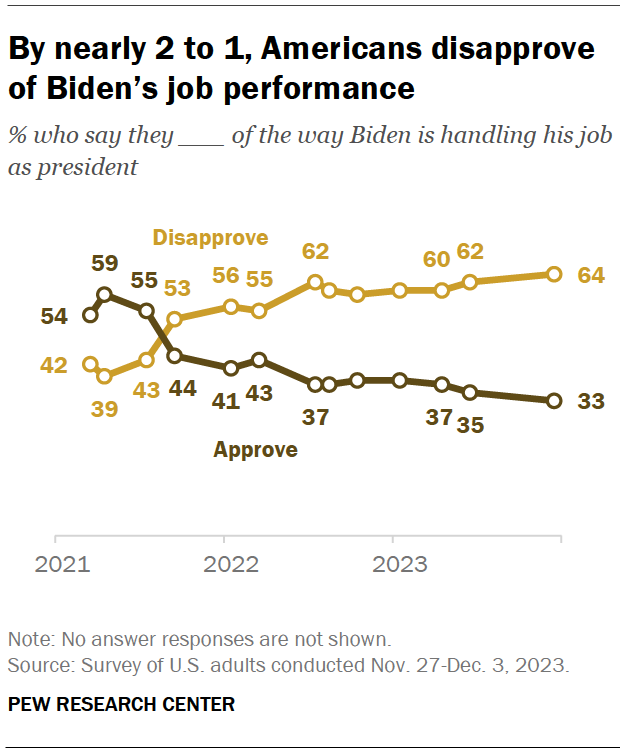 By nearly 2 to 1, Americans disapprove
of Biden's job performance
% who say they ____ of the way Biden is handling his job
as president
Disapprove
59
55
53
56 55
62
60 62
64
54
42
39
43
44
41 43
37
37 35
33
Approve
2021 2022 2023
Note: No answer responses are not shown.
Source: Survey of U.S. adults conducted Nov. 27-Dec. 3, 2023.
PEW RESEARCH CENTER